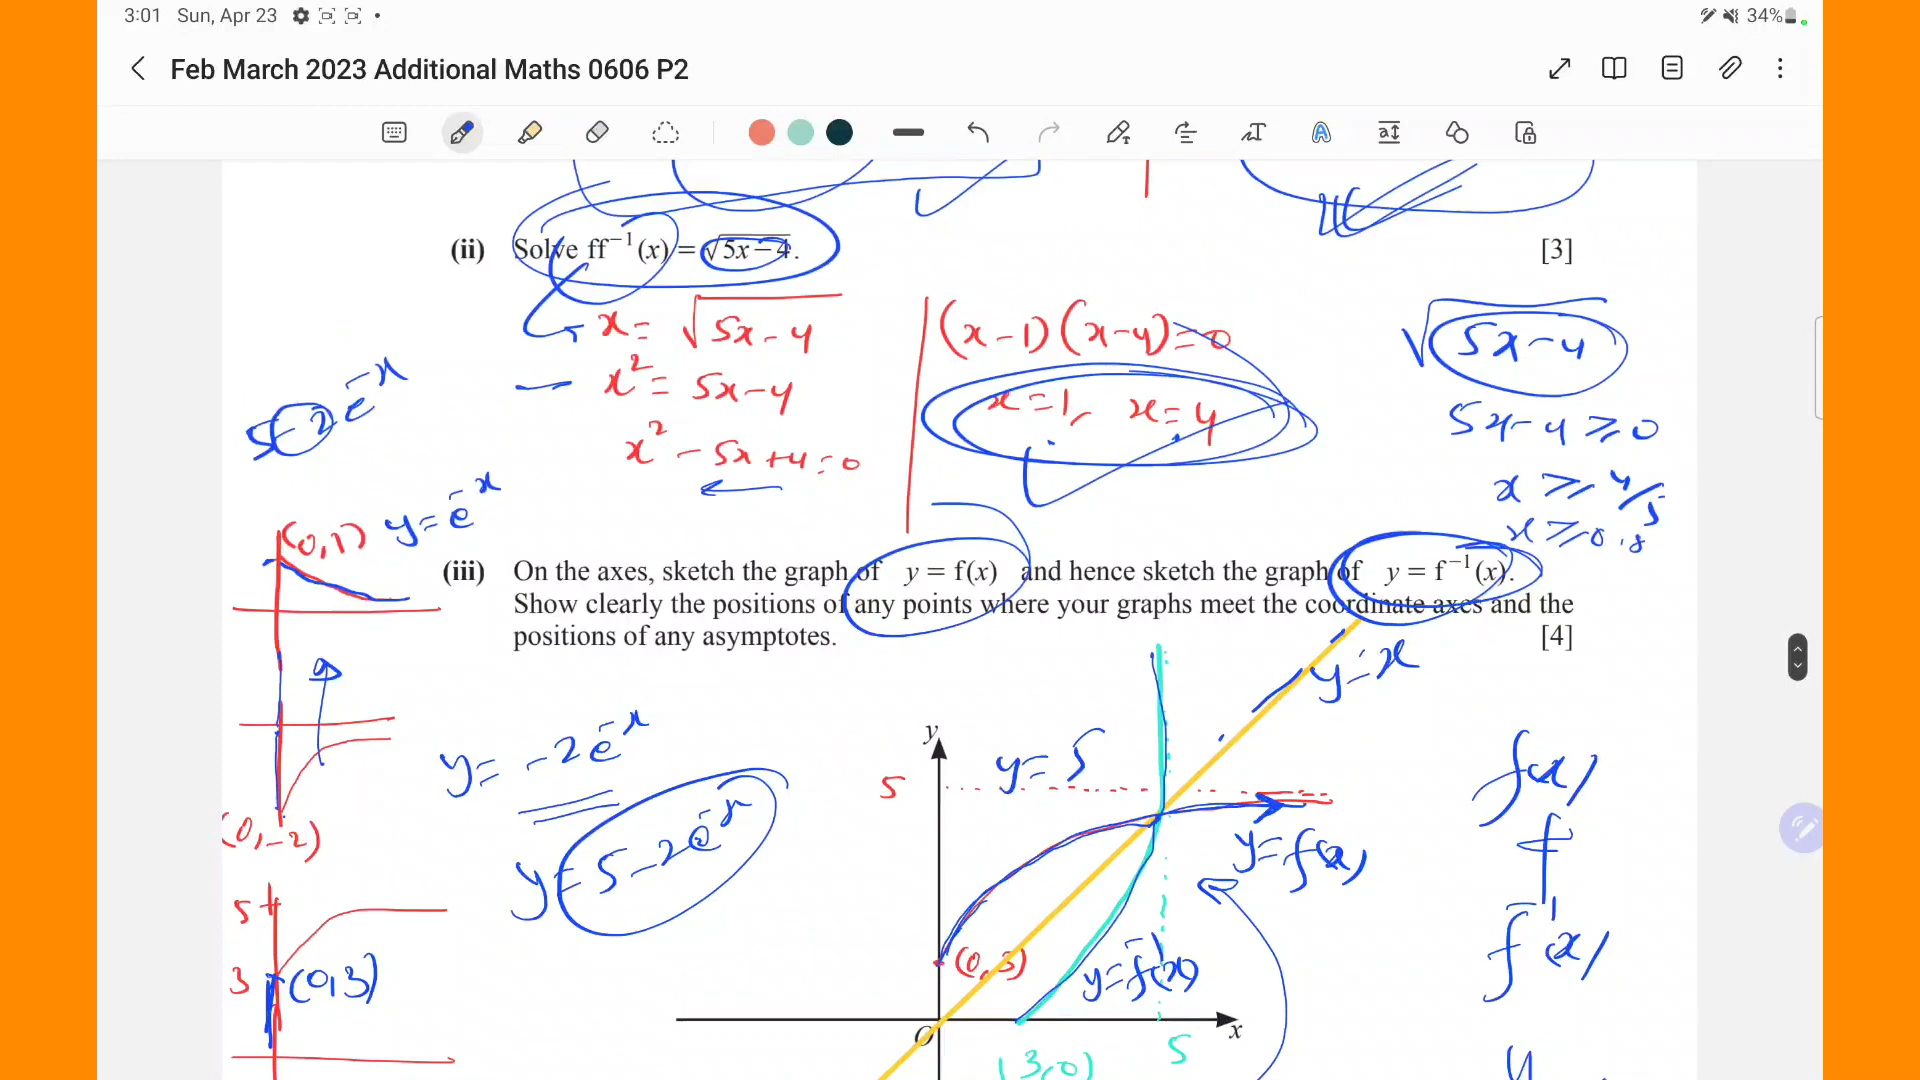 3:01 Sun, Apr 23
34%
Feb March 2023 Additional Maths 0606 P2
(ii) Solve ff⁻¹(x) = √5x−4. [3]
x = √5x-4
x² = 5x-4
x² - 5x+4=0
(x-1)(x-4)=0
x=1, x=4
√5x-4
5x-4 ≥0
x ≥ 4/5
x ≥ 0.8
5-2e⁻ˣ
y=e⁻ˣ
(0,1)
(iii) On the axes, sketch the graph of y = f(x) and hence sketch the graph of y = f⁻¹(x).
Show clearly the positions of any points where your graphs meet the coordinate axes and the
positions of any asymptotes. [4]
y=x
y= -2e⁻ˣ
y= 5-2e⁻ˣ
(0,-2)
5
3
(0,3)
y
5
y=5
y=f(x)
(0,3)
y=f⁻¹(x)
O
x
5
(3,0)
f(x)
f
f⁻¹(x)
y